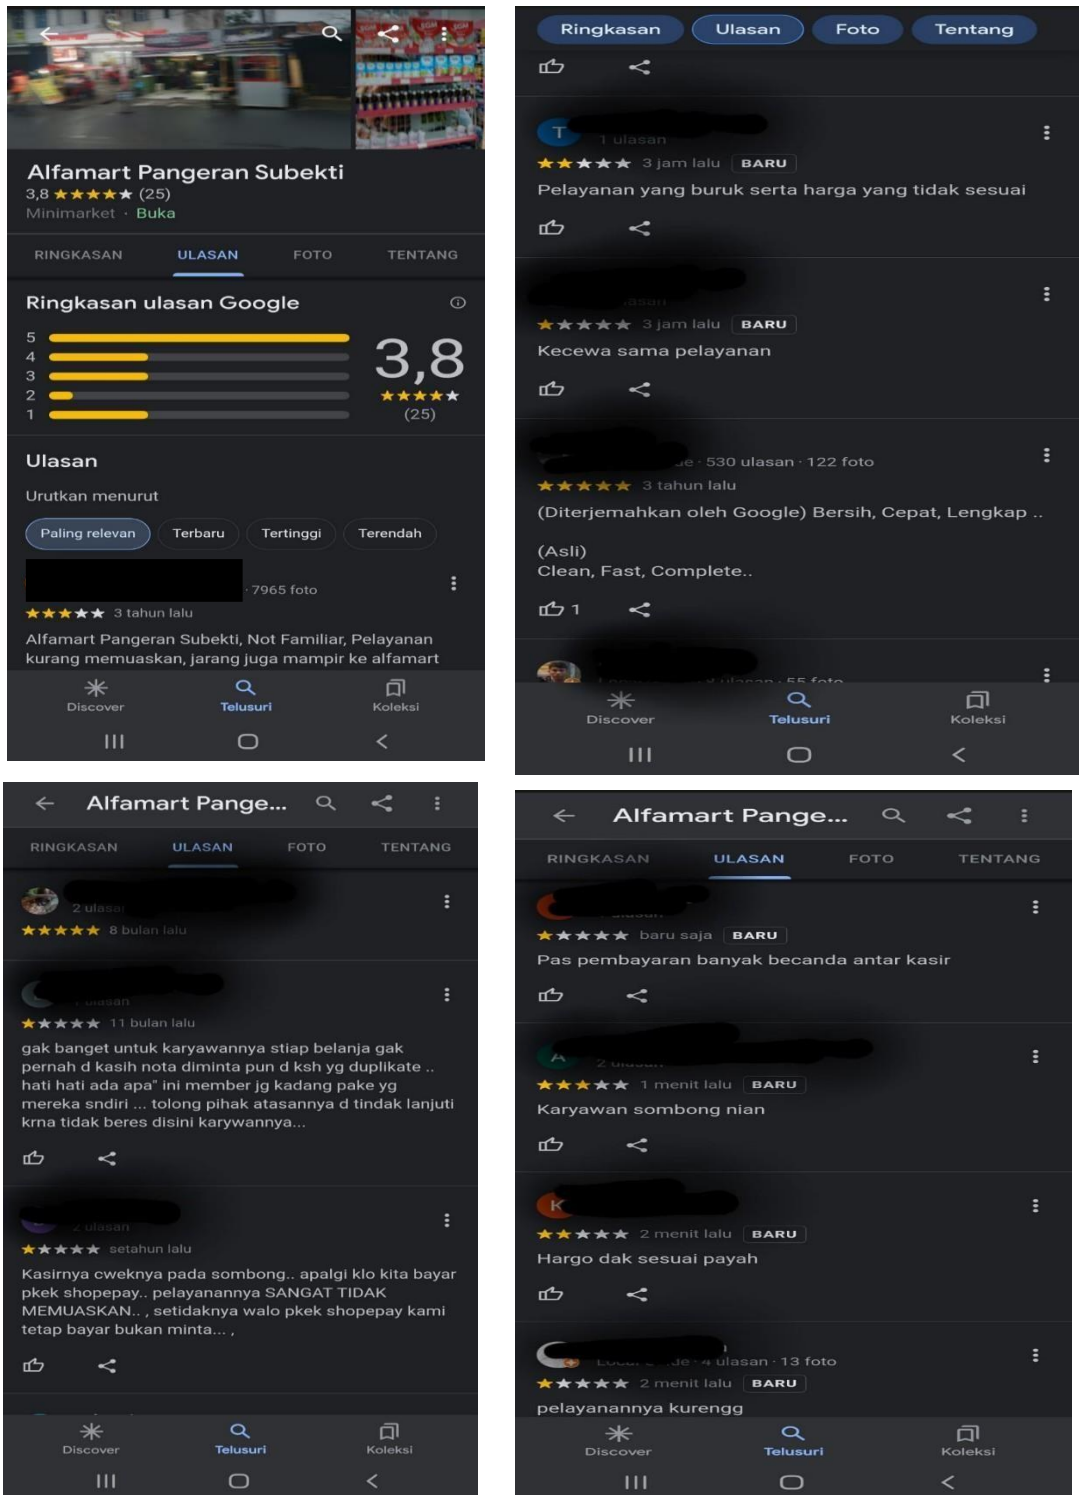 Alfamart Pangeran Subekti
3,8 (25)
Minimarket · Buka
RINGKASAN ULASAN FOTO TENTANG
Ringkasan ulasan Google
5
4
3
2
1
3,8
(25)
Ulasan
Urutkan menurut
Paling relevan Terbaru Tertinggi Terendah
· 7965 foto
3 tahun lalu
Alfamart Pangeran Subekti, Not Familiar, Pelayanan
kurang memuaskan, jarang juga mampir ke alfamart
Discover Telusuri Koleksi
Ringkasan Ulasan Foto Tentang
T
1 ulasan
3 jam lalu BARU
Pelayanan yang buruk serta harga yang tidak sesuai
3 jam lalu BARU
Kecewa sama pelayanan
530 ulasan · 122 foto
3 tahun lalu
(Diterjemahkan oleh Google) Bersih, Cepat, Lengkap ..
(Asli)
Clean, Fast, Complete..
1
55 foto
Discover Telusuri Koleksi
Alfamart Pange...
RINGKASAN ULASAN FOTO TENTANG
2 ulasan
8 bulan lalu
ulasan
11 bulan lalu
gak banget untuk karyawannya stiap belanja gak
pernah d kasih nota diminta pun d ksh yg duplikate ..
hati hati ada apa" ini member jg kadang pake yg
mereka sndiri ... tolong pihak atasannya d tindak lanjuti
krna tidak beres disini karywannya...
2 ulasan
setahun lalu
Kasirnya cweknya pada sombong.. apalgi klo kita bayar
pkek shopepay.. pelayanannya SANGAT TIDAK
MEMUASKAN.. , setidaknya walo pkek shopepay kami
tetap bayar bukan minta... ,
Discover Telusuri Koleksi
Alfamart Pange...
RINGKASAN ULASAN FOTO TENTANG
baru saja BARU
Pas pembayaran banyak becanda antar kasir
A
1 menit lalu BARU
Karyawan sombong nian
K
2 menit lalu BARU
Hargo dak sesuai payah
4 ulasan · 13 foto
2 menit lalu BARU
pelayanannya kurengg
Discover Telusuri Koleksi